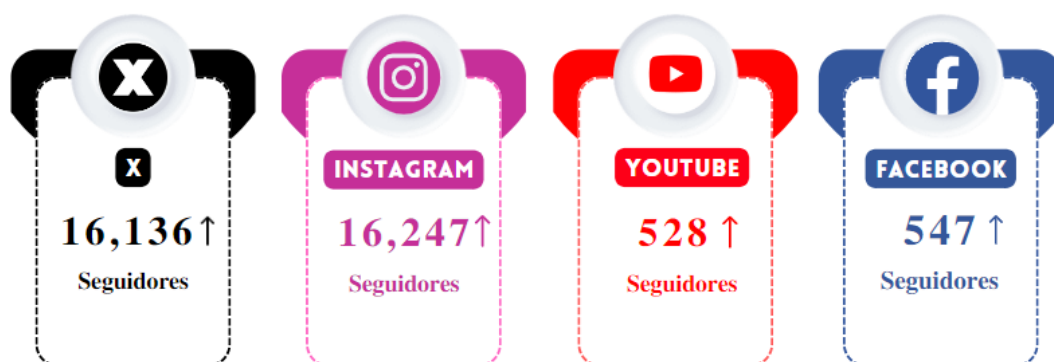 X
X
16,136↑
Seguidores
INSTAGRAM
16,247↑
Seguidores
YOUTUBE
528 ↑
Seguidores
f
FACEBOOK
547 ↑
Seguidores